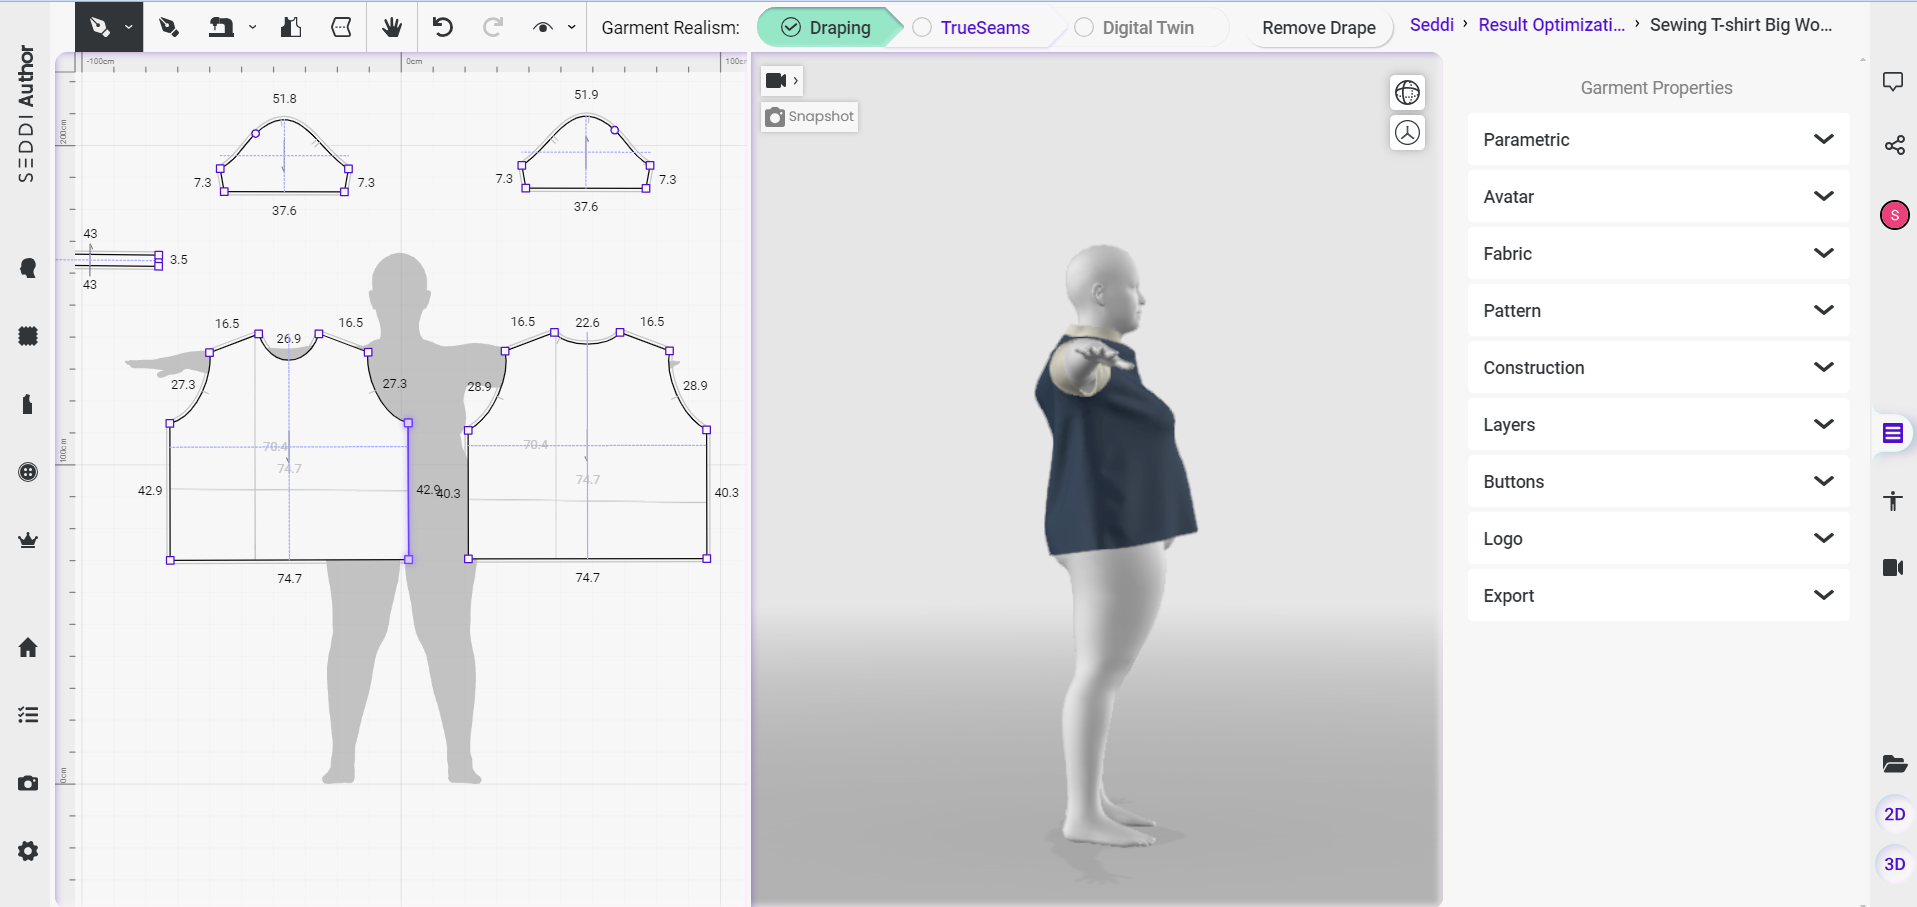 Garment Realism:
Draping
TrueSeams
Digital Twin
Remove Drape
Seddi › Result Optimizati... › Sewing T-shirt Big Wo...
SEDDI Author
-100cm
0cm
200cm
100cm
0cm
51.8
7.3
7.3
37.6
51.9
7.3
7.3
37.6
43
3.5
43
16.5
26.9
16.5
27.3
27.3
70.4
74.7
42.9
42.9
74.7
16.5
22.6
16.5
28.9
28.9
70.4
74.7
40.3
40.3
74.7
Snapshot
Garment Properties
Parametric
Avatar
Fabric
Pattern
Construction
Layers
Buttons
Logo
Export
S
2D
3D